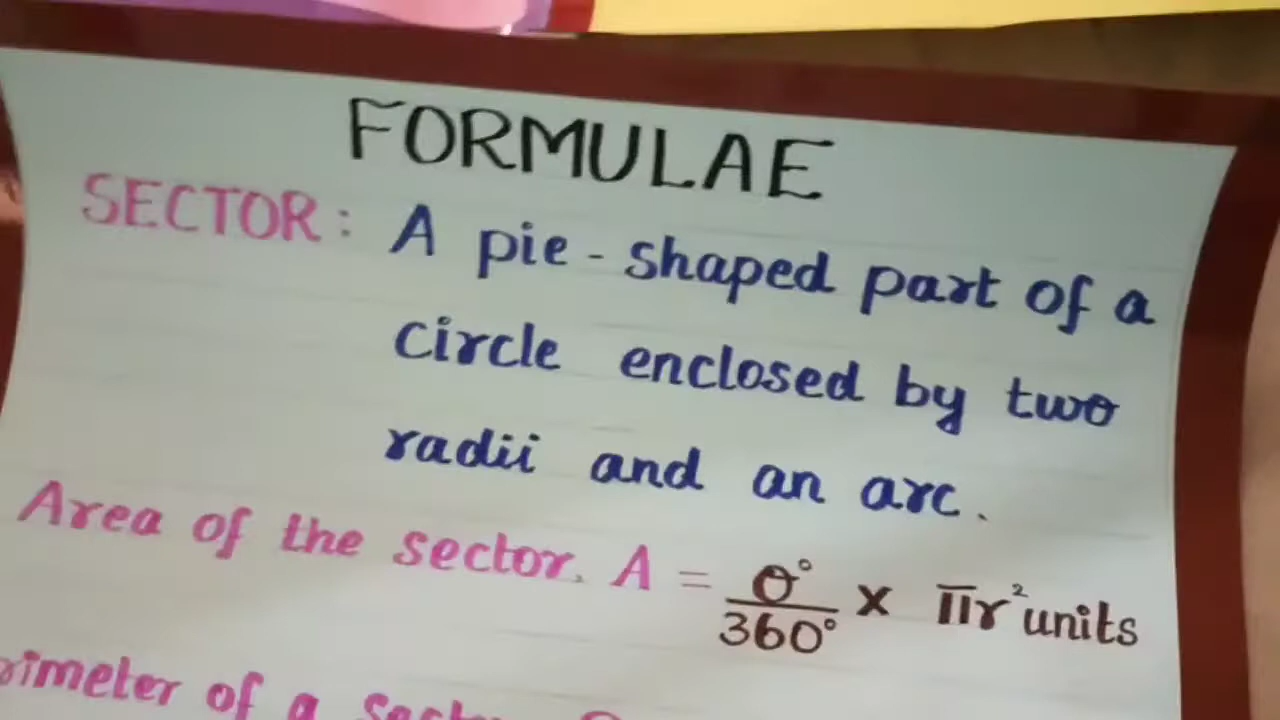 FORMULAE
SECTOR: A pie-shaped part of a
circle enclosed by two
radii and an arc.
Area of the sector, A = θ°/360° × πr² units
of a